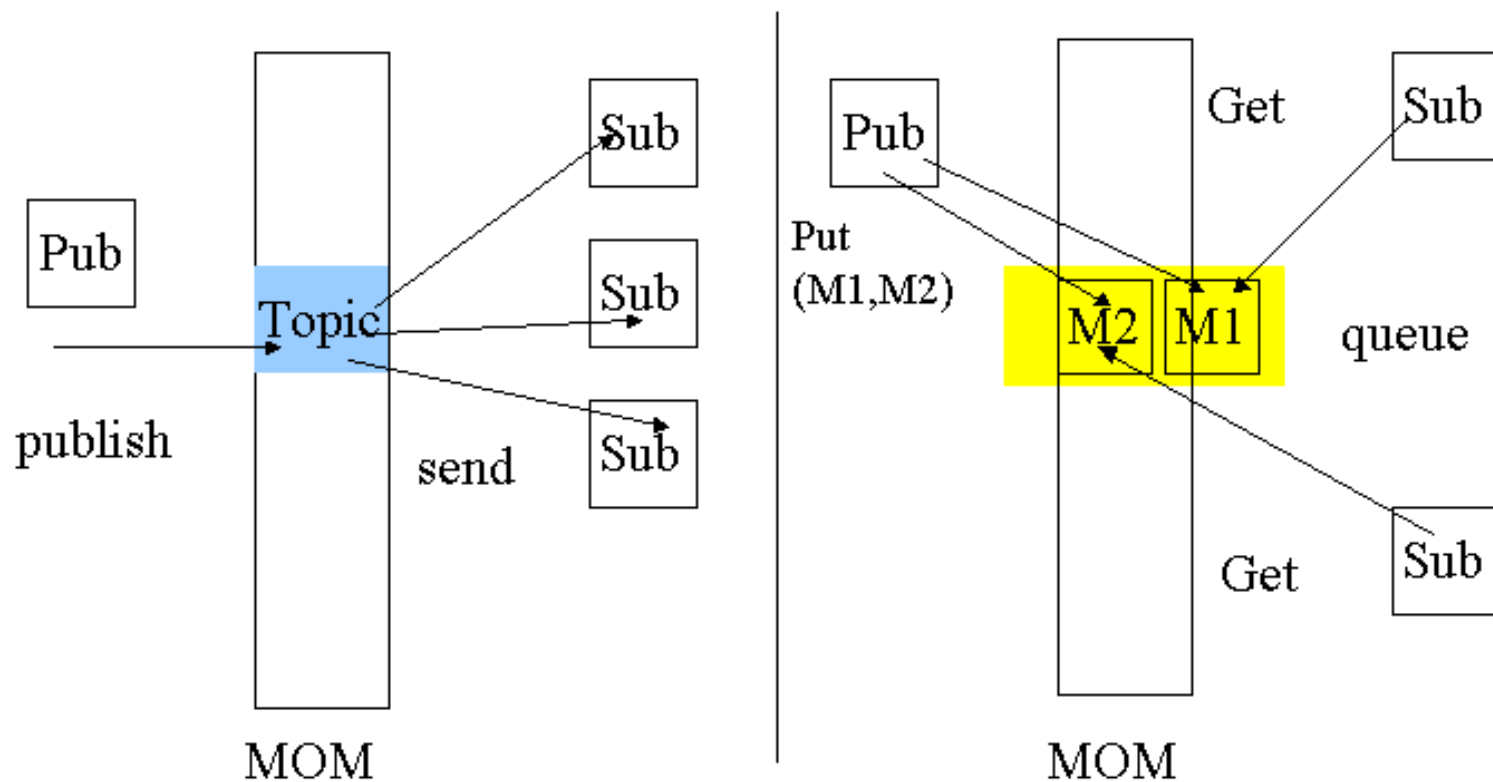 Sub
Pub
Topic
Sub
publish
send
Sub
MOM
Pub
Get
Sub
Put
(M1,M2)
M2
M1
queue
Get
Sub
MOM